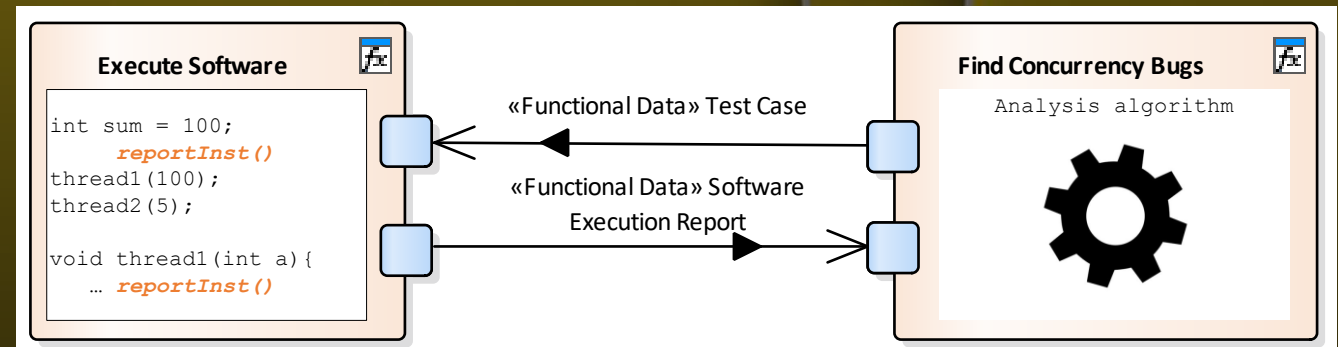 Execute Software
int sum = 100;
reportInst()
thread1(100);
thread2(5);
void thread1(int a){
… reportInst()
«Functional Data» Test Case
«Functional Data» Software
Execution Report
Find Concurrency Bugs
Analysis algorithm